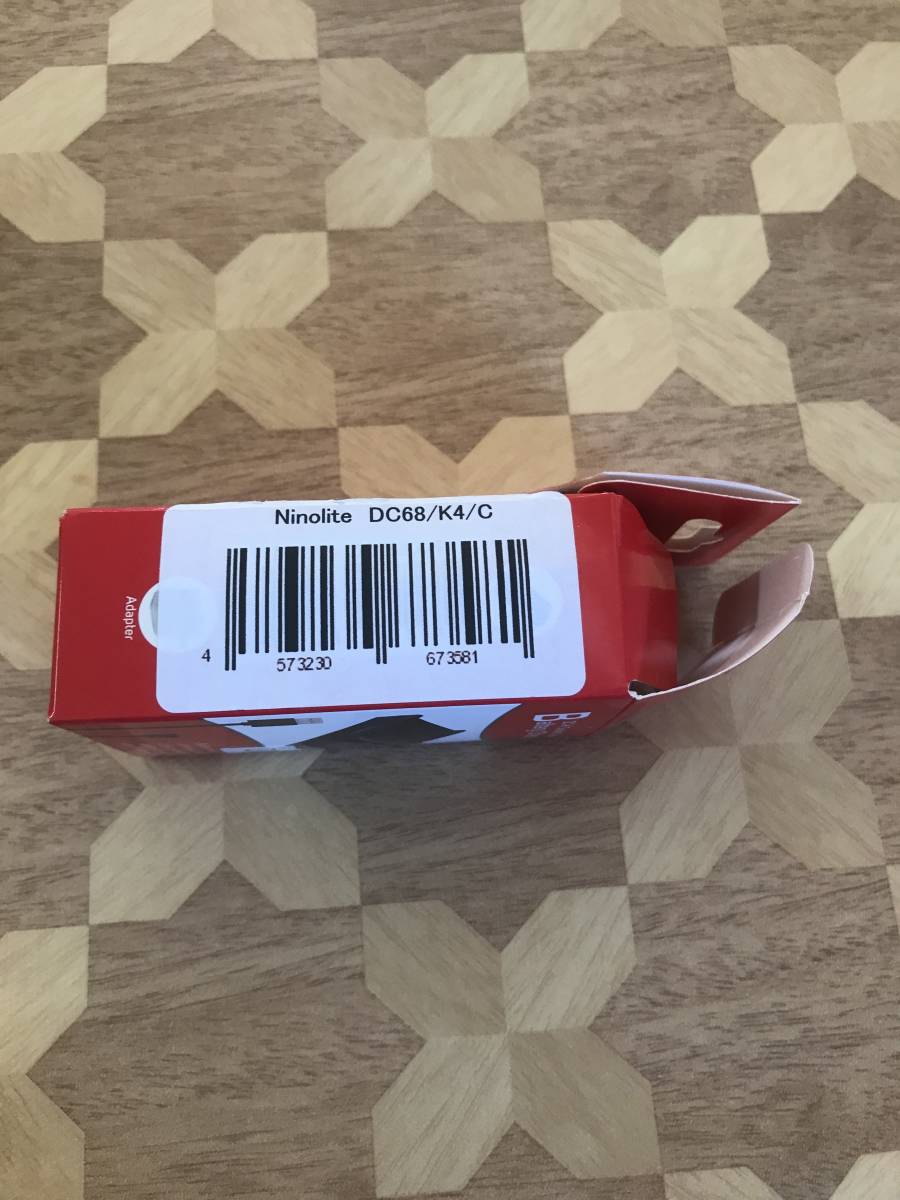 Ninolite DC68/K4/C
4 573230 673581
Adapter